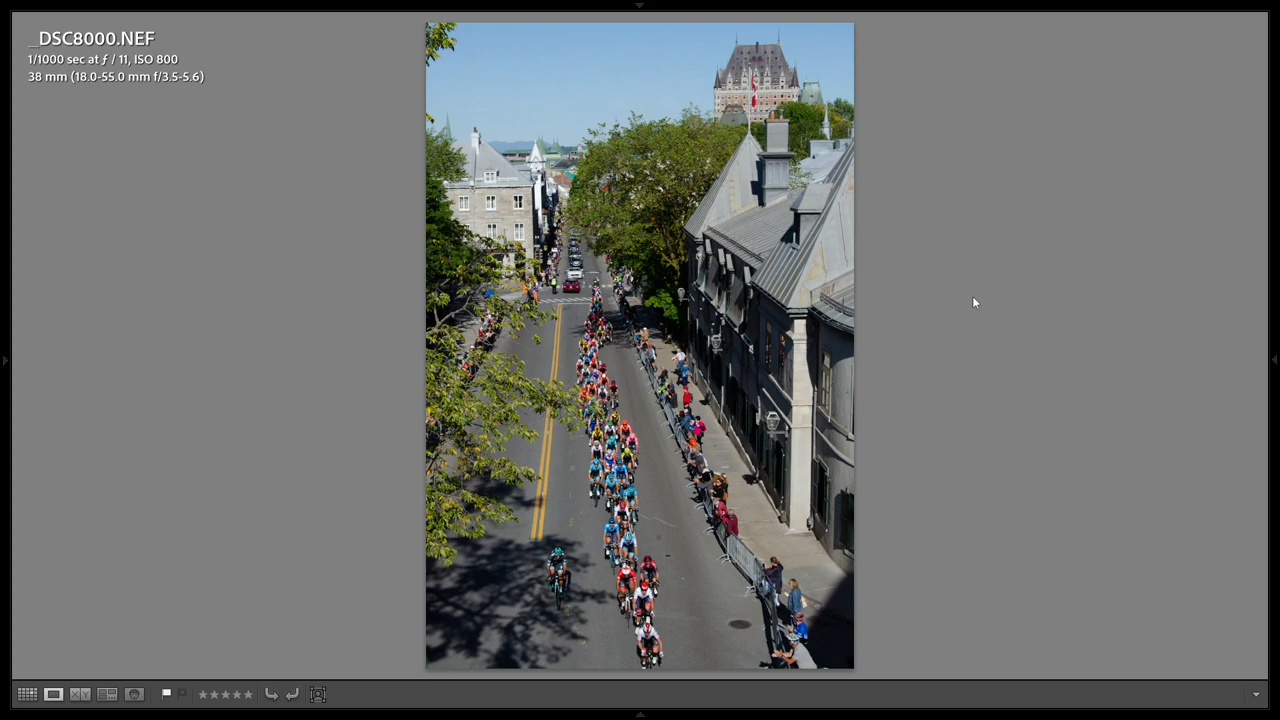 _DSC8000.NEF
1/1000 sec at ƒ / 11, ISO 800
38 mm (18.0-55.0 mm f/3.5-5.6)